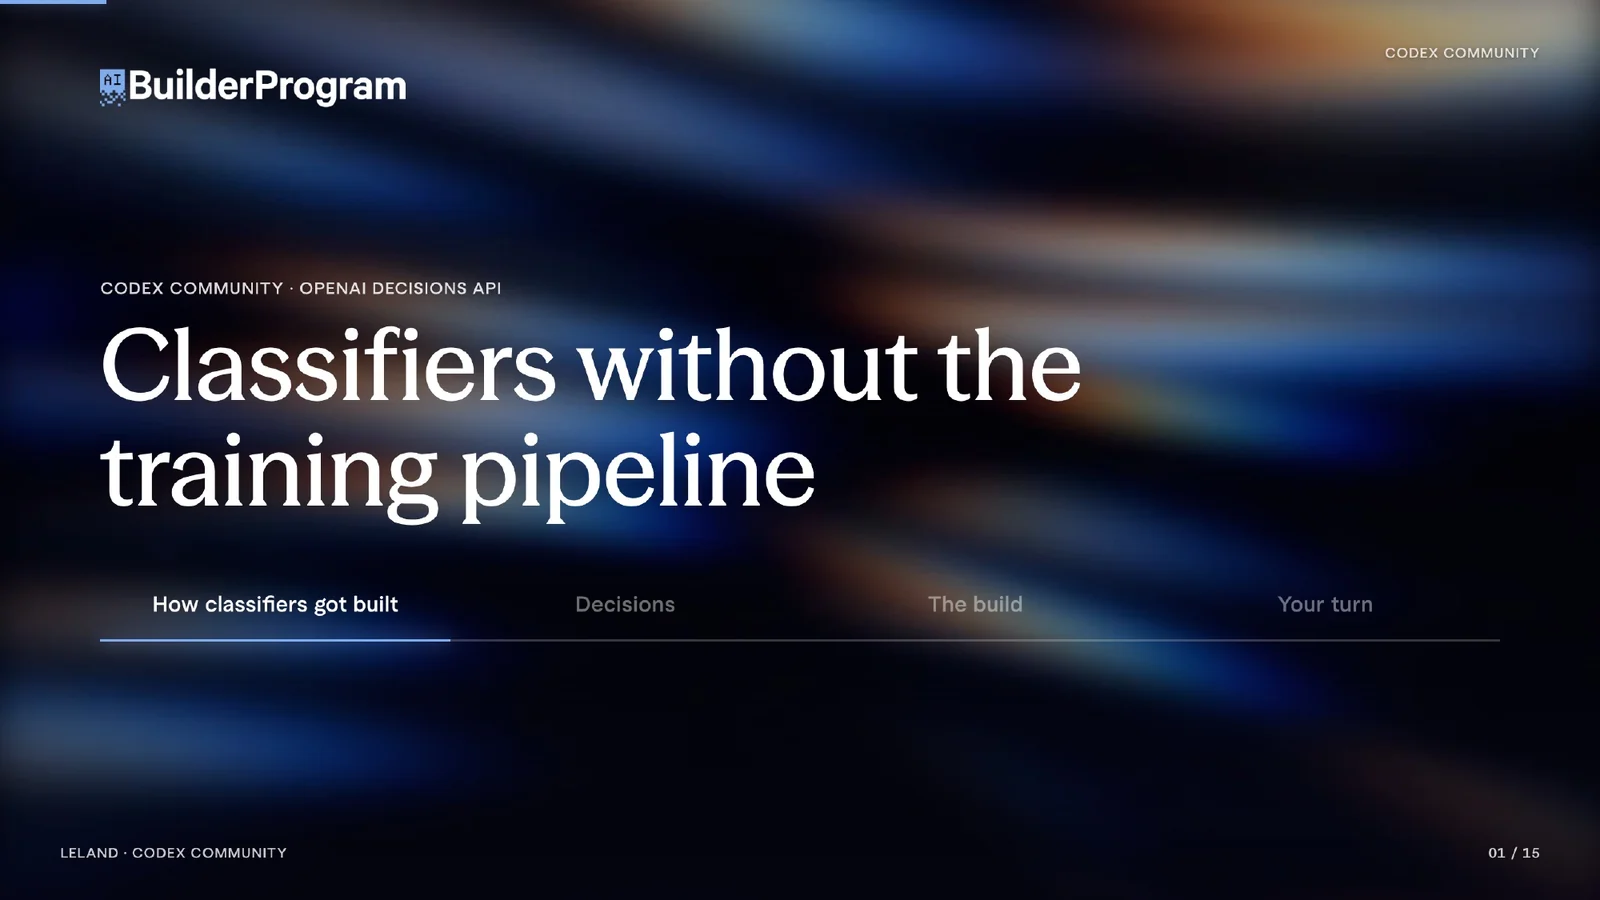 CODEX COMMUNITY
AI BuilderProgram
CODEX COMMUNITY · OPENAI DECISIONS API
Classifiers without the
training pipeline
How classifiers got built
Decisions
The build
Your turn
LELAND · CODEX COMMUNITY
01 / 15